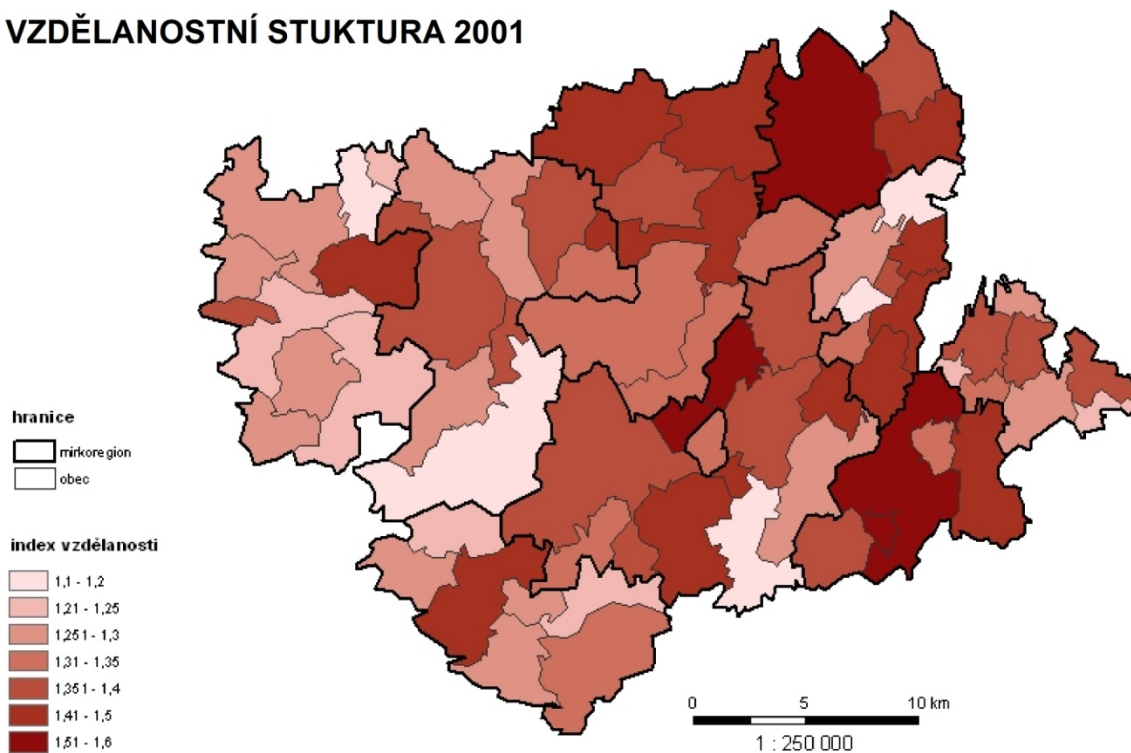 VZDĚLANOSTNÍ STUKTURA 2001
hranice
mirkoregion
obec
index vzdělanosti
1,1 - 1,2
1,21 - 1,25
1,251 - 1,3
1,31 - 1,35
1,351 - 1,4
1,41 - 1,5
1,51 - 1,6
0 5 10 km
1 : 250 000